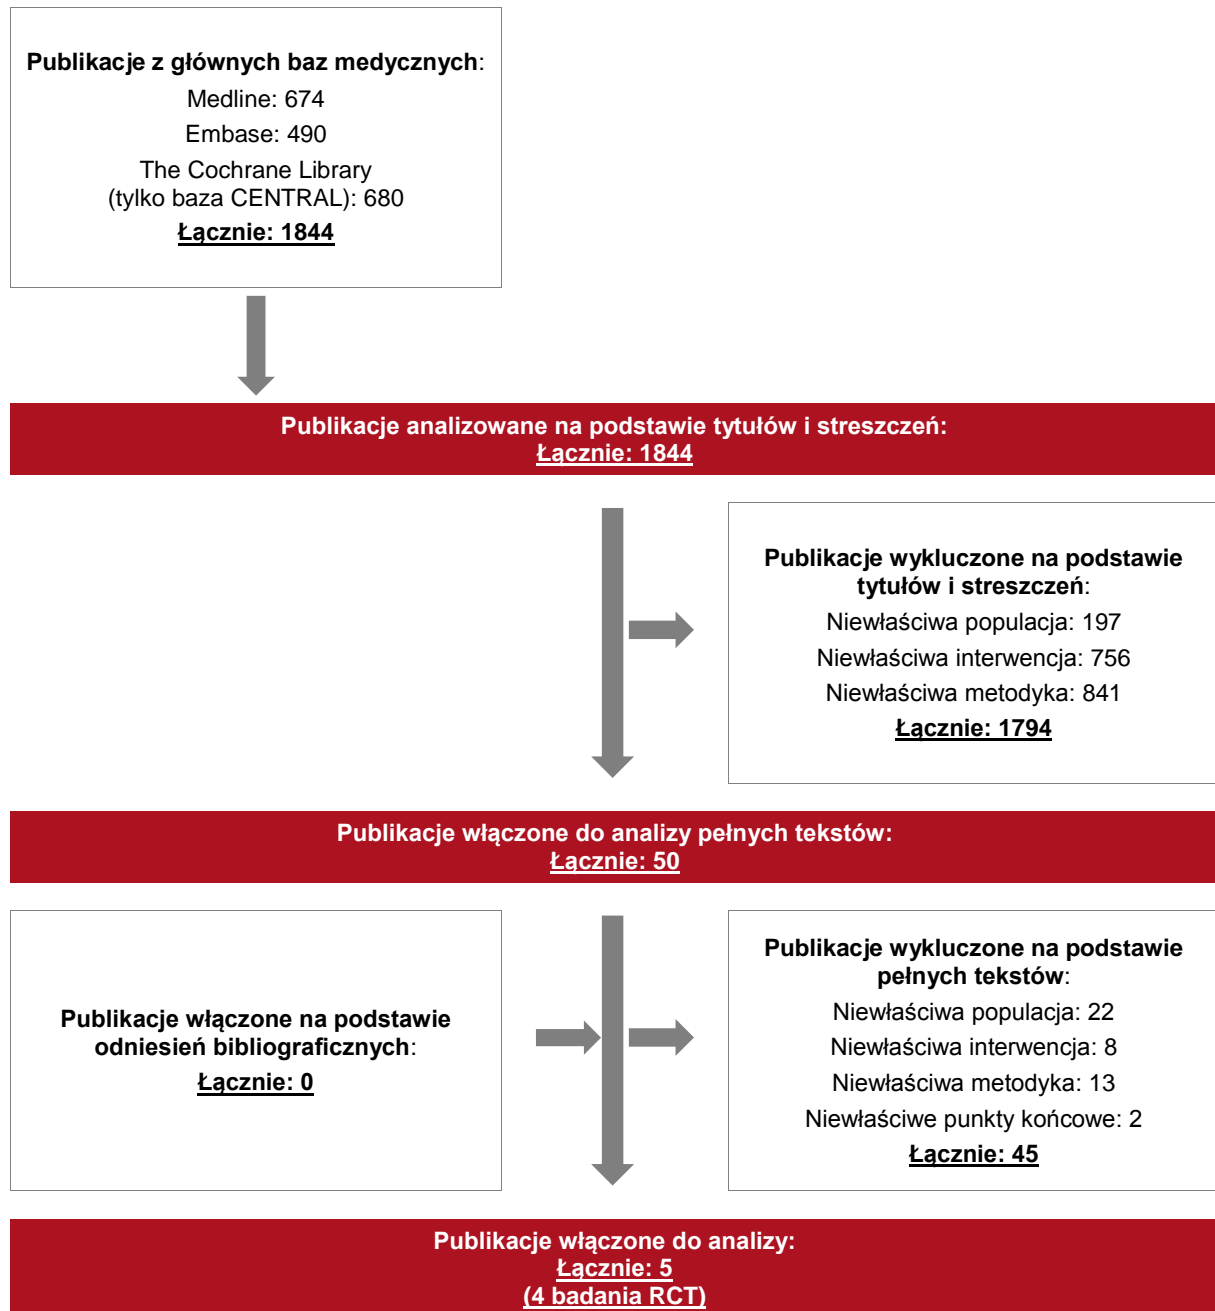 Publikacje z głównych baz medycznych:
Medline: 674
Embase: 490
The Cochrane Library
(tylko baza CENTRAL): 680
Łącznie: 1844
Publikacje analizowane na podstawie tytułów i streszczeń:
Łącznie: 1844
Publikacje wykluczone na podstawie
tytułów i streszczeń:
Niewłaściwa populacja: 197
Niewłaściwa interwencja: 756
Niewłaściwa metodyka: 841
Łącznie: 1794
Publikacje włączone do analizy pełnych tekstów:
Łącznie: 50
Publikacje włączone na podstawie
odniesień bibliograficznych:
Łącznie: 0
Publikacje wykluczone na podstawie
pełnych tekstów:
Niewłaściwa populacja: 22
Niewłaściwa interwencja: 8
Niewłaściwa metodyka: 13
Niewłaściwe punkty końcowe: 2
Łącznie: 45
Publikacje włączone do analizy:
Łącznie: 5
(4 badania RCT)